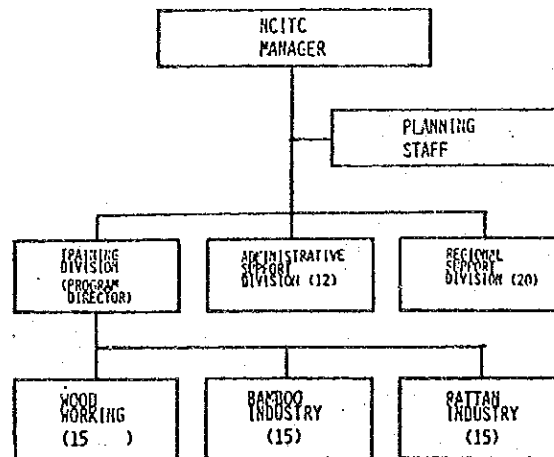 NCITC
MANAGER
PLANNING
STAFF
TRAINING
DIVISION
(PROGRAM
DIRECTOR)
ADMINISTRATIVE
SUPPORT
DIVISION (12)
REGIONAL
SUPPORT
DIVISION (20)
WOOD
WORKING
(15 )
BAMBOO
INDUSTRY
(15)
RATTAN
INDUSTRY
(15)